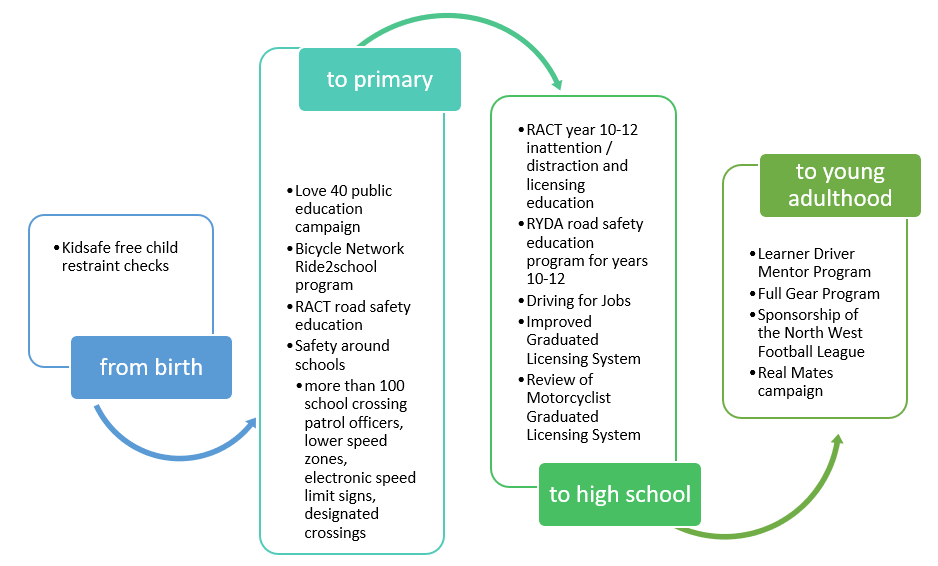 •Kidsafe free child
restraint checks
from birth
to primary
•Love 40 public
education
campaign
•Bicycle Network
Ride2school
program
•RACT road safety
education
•Safety around
schools
•more than 100
school crossing
patrol officers,
lower speed
zones,
electronic speed
limit signs,
designated
crossings
•RACT year 10-12
inattention /
distraction and
licensing
education
•RYDA road safety
education
program for years
10-12
•Driving for Jobs
•Improved
Graduated
Licensing System
•Review of
Motorcyclist
Graduated
Licensing System
to high school
to young
adulthood
•Learner Driver
Mentor Program
•Full Gear Program
•Sponsorship of
the North West
Football League
•Real Mates
campaign